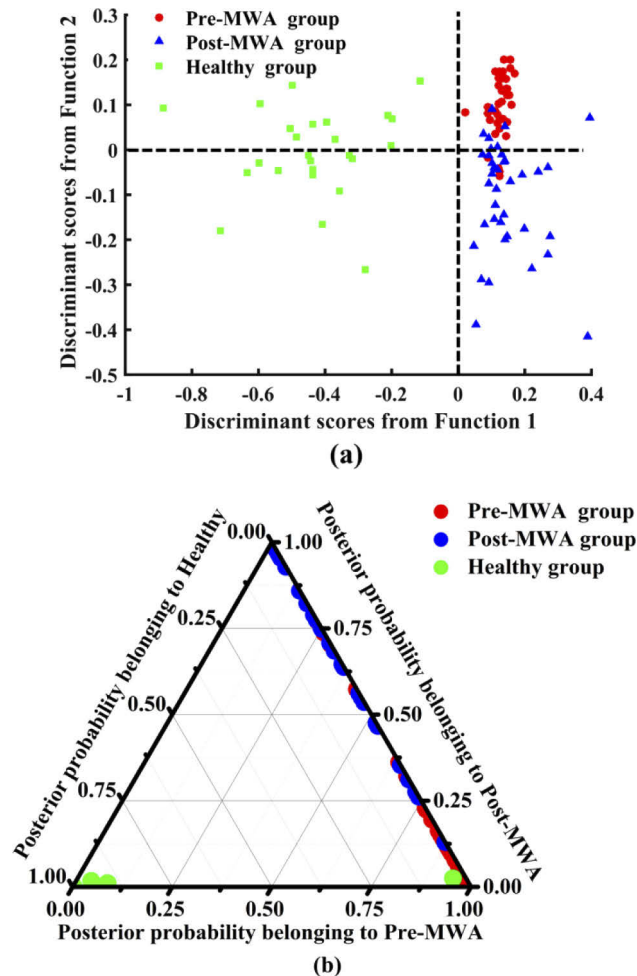 Pre-MWA group
Post-MWA group
Healthy group
0.3
0.2
0.1
0
-0.1
-0.2
-0.3
-0.4
-0.5
Discriminant scores from Function 2
-1 -0.8 -0.6 -0.4 -0.2 0 0.2 0.4
Discriminant scores from Function 1
(a)
Pre-MWA group
Post-MWA group
Healthy group
Posterior probability belonging to Healthy
0.00
0.25
0.50
0.75
1.00
Posterior probability belonging to Post-MWA
1.00
0.75
0.50
0.25
0.00
0.00 0.25 0.50 0.75 1.00
Posterior probability belonging to Pre-MWA
(b)